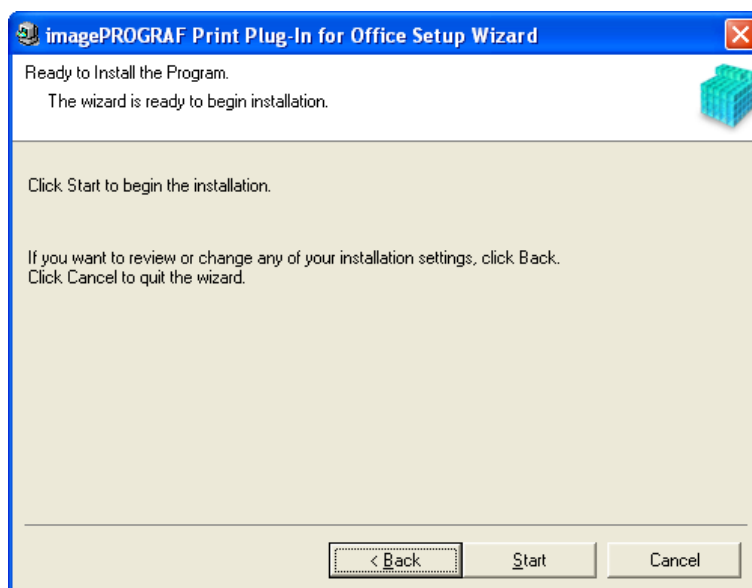 imagePROGRAF Print Plug-In for Office Setup Wizard
Ready to Install the Program.
The wizard is ready to begin installation.
Click Start to begin the installation.
If you want to review or change any of your installation settings, click Back.
Click Cancel to quit the wizard.
< Back Start Cancel